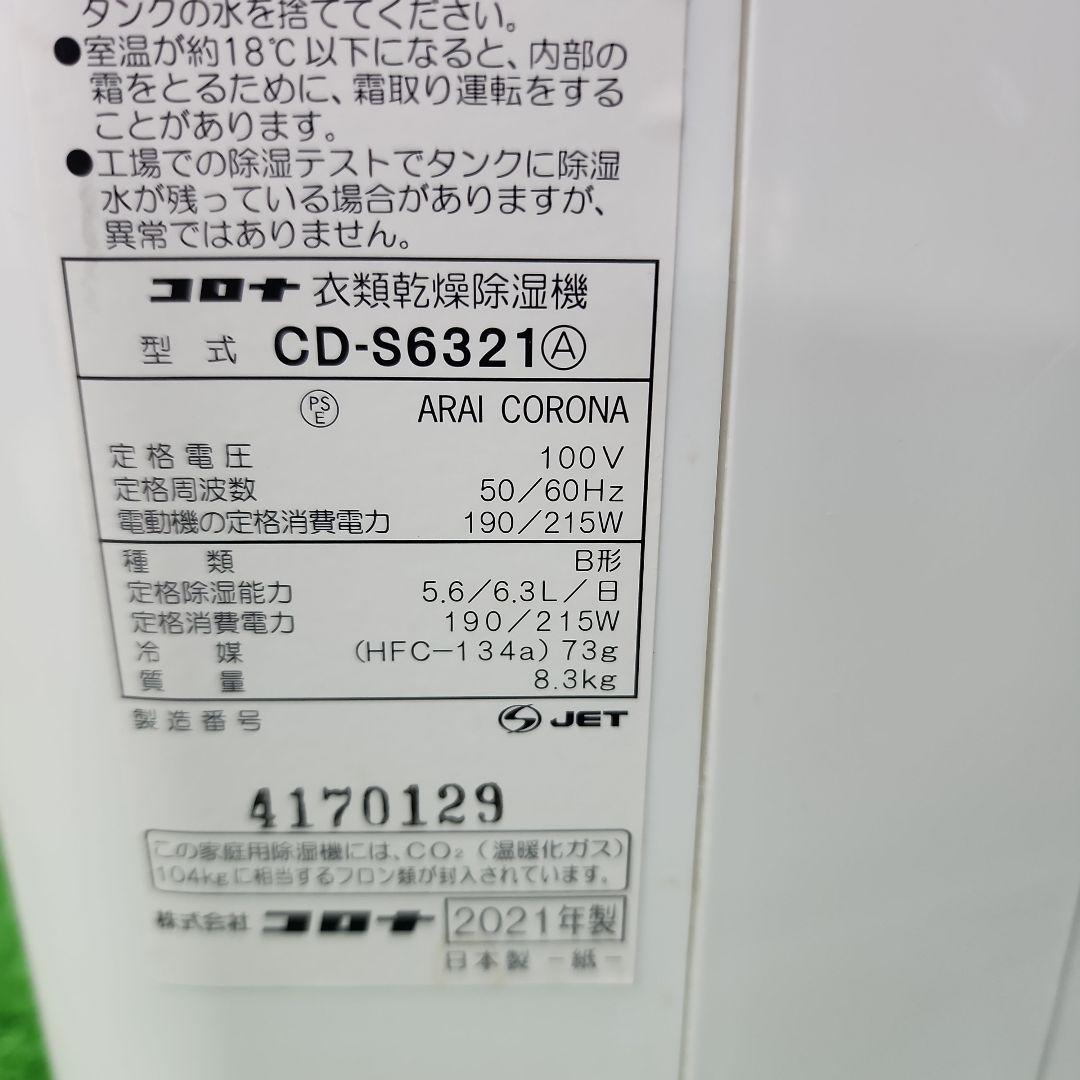 タンクの水を捨ててください。
●室温が約18℃以下になると、内部の
霜をとるために、霜取り運転をする
ことがあります。
●工場での除湿テストでタンクに除湿
水が残っている場合がありますが、
異常ではありません。
コロナ 衣類乾燥除湿機
型式 CD-S6321Ⓐ
PSE ARAI CORONA
定格電圧 100V
定格周波数 50/60Hz
電動機の定格消費電力 190/215W
種類 B形
定格除湿能力 5.6/6.3L/日
定格消費電力 190/215W
冷媒 (HFC-134a) 73g
質量 8.3kg
製造番号 JET
4170129
この家庭用除湿機には、CO₂(温暖化ガス)
104kgに相当するフロン類が封入されています。
株式会社 コロナ 2021年製
日本製 -紙-